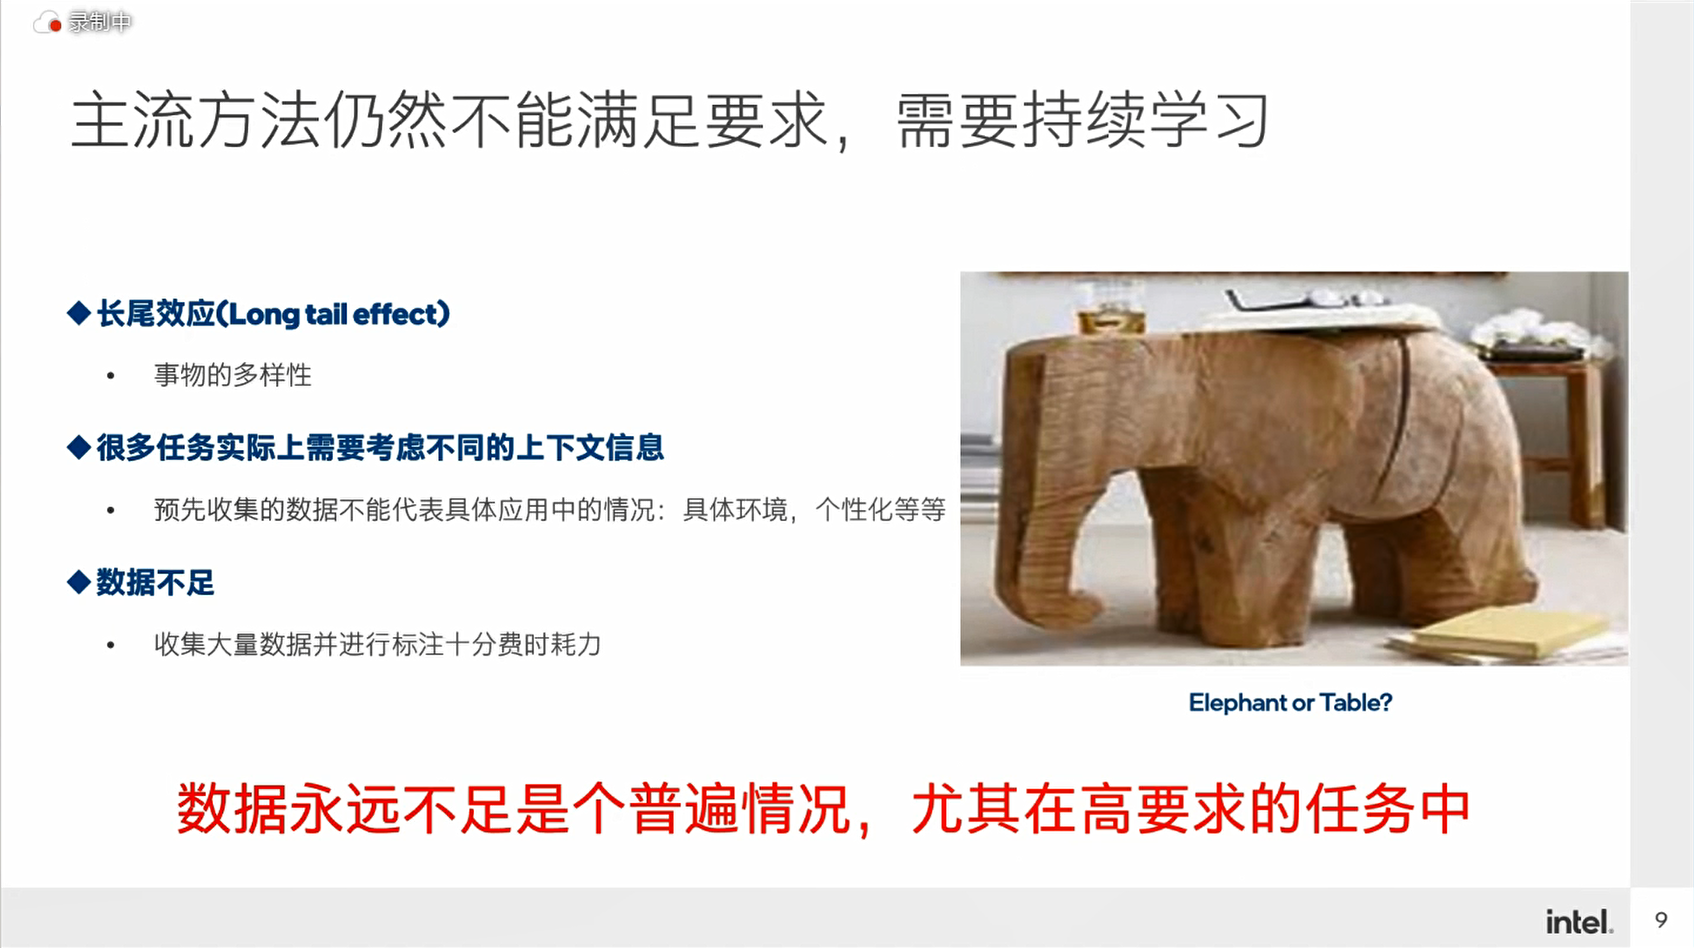 录制中
主流方法仍然不能满足要求，需要持续学习
◆长尾效应(Long tail effect)
• 事物的多样性
◆很多任务实际上需要考虑不同的上下文信息
• 预先收集的数据不能代表具体应用中的情况：具体环境，个性化等等
◆数据不足
• 收集大量数据并进行标注十分费时耗力
Elephant or Table?
数据永远不足是个普遍情况，尤其在高要求的任务中
intel.
9